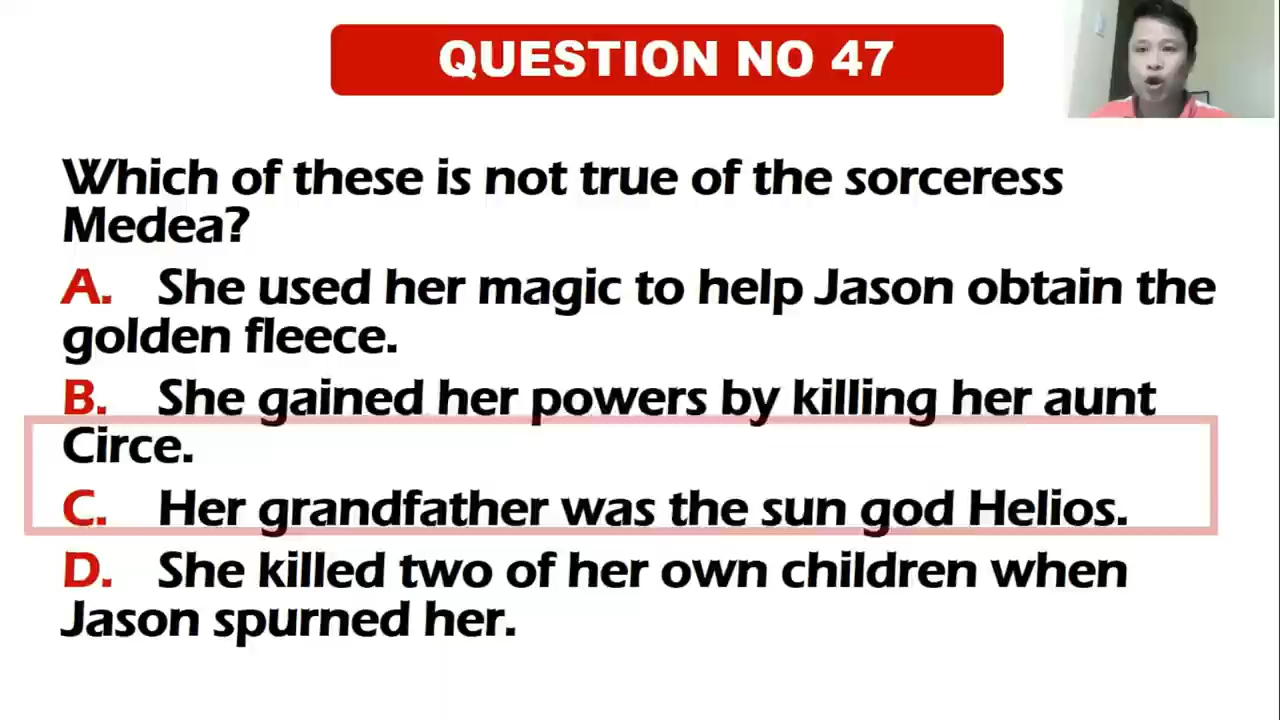 QUESTION NO 47
Which of these is not true of the sorceress
Medea?
A. She used her magic to help Jason obtain the
golden fleece.
B. She gained her powers by killing her aunt
Circe.
C. Her grandfather was the sun god Helios.
D. She killed two of her own children when
Jason spurned her.